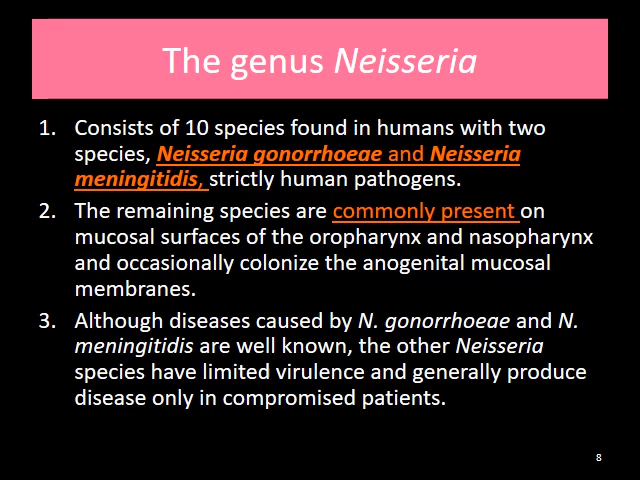 The genus Neisseria
1. Consists of 10 species found in humans with two
species, Neisseria gonorrhoeae and Neisseria
meningitidis, strictly human pathogens.
2. The remaining species are commonly present on
mucosal surfaces of the oropharynx and nasopharynx
and occasionally colonize the anogenital mucosal
membranes.
3. Although diseases caused by N. gonorrhoeae and N.
meningitidis are well known, the other Neisseria
species have limited virulence and generally produce
disease only in compromised patients.
8